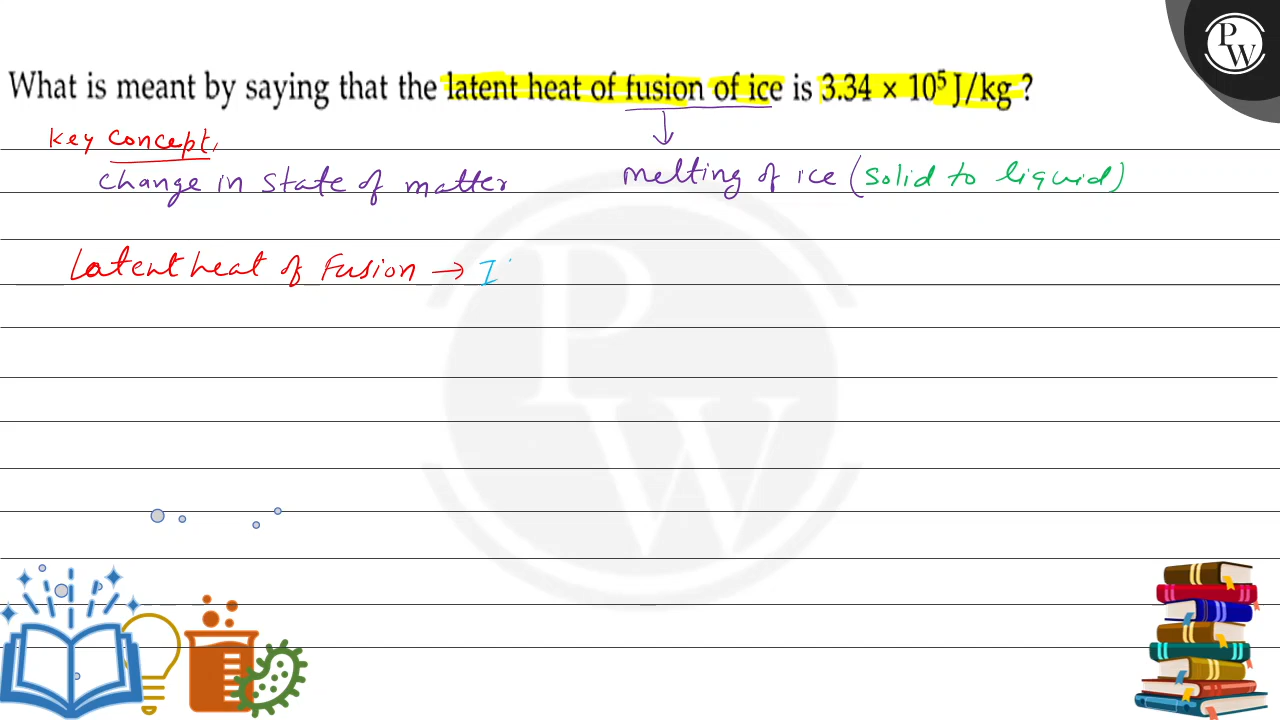 P
W
What is meant by saying that the latent heat of fusion of ice is 3.34 × 10⁵ J/kg ?
key concept,
change in state of matter
melting of ice (solid to liquid)
Latent heat of Fusion → I
P
W